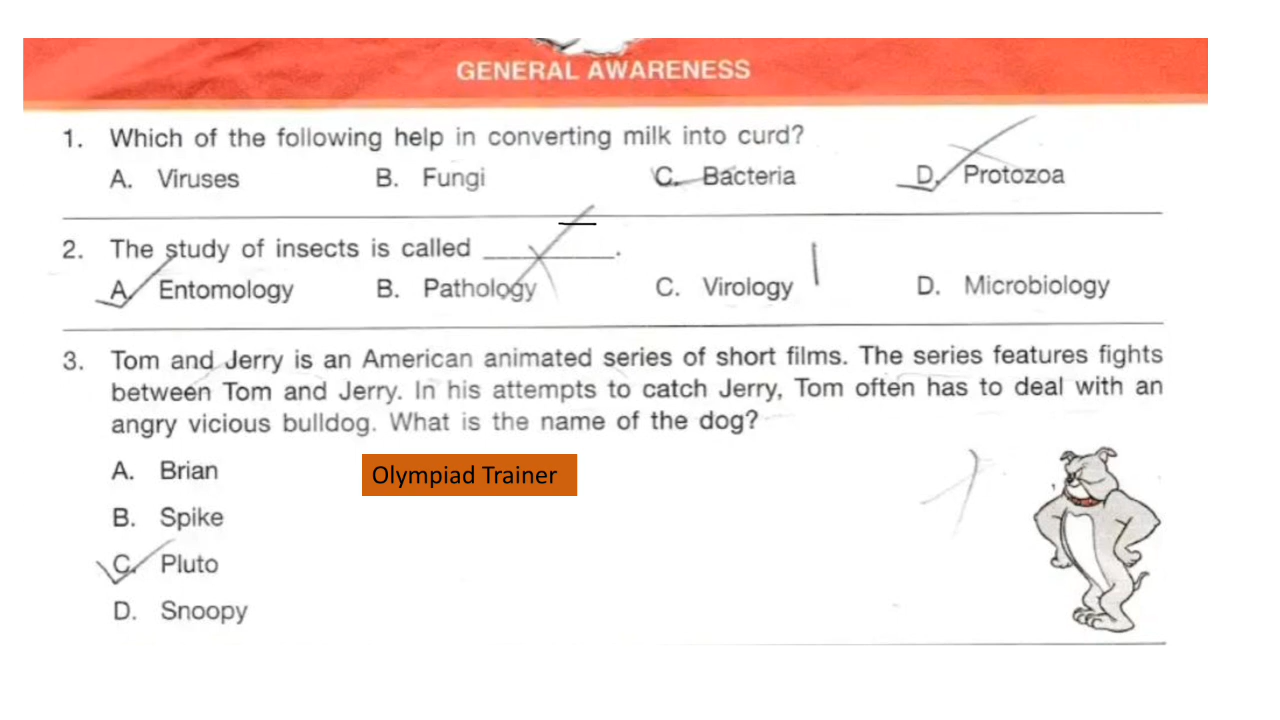 GENERAL AWARENESS
1. Which of the following help in converting milk into curd?
A. Viruses B. Fungi C. Bacteria D. Protozoa
2. The study of insects is called ________.
A. Entomology B. Pathology C. Virology D. Microbiology
3. Tom and Jerry is an American animated series of short films. The series features fights
between Tom and Jerry. In his attempts to catch Jerry, Tom often has to deal with an
angry vicious bulldog. What is the name of the dog?
A. Brian
Olympiad Trainer
B. Spike
C. Pluto
D. Snoopy